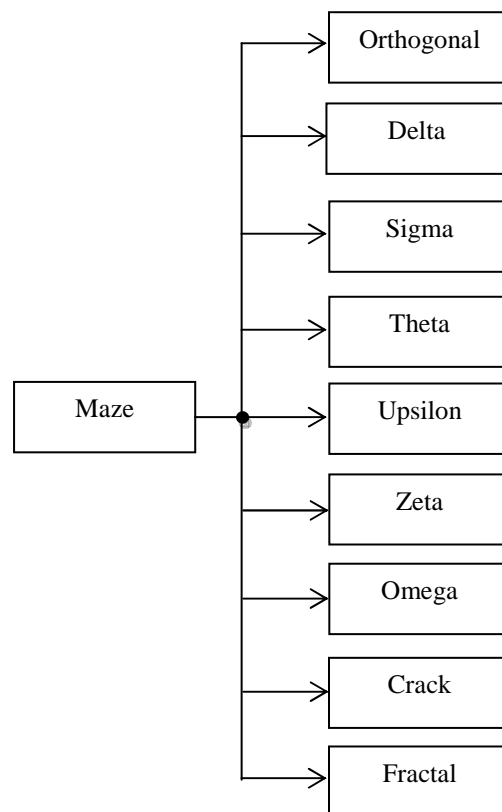 Orthogonal
Delta
Sigma
Theta
Maze
Upsilon
Zeta
Omega
Crack
Fractal